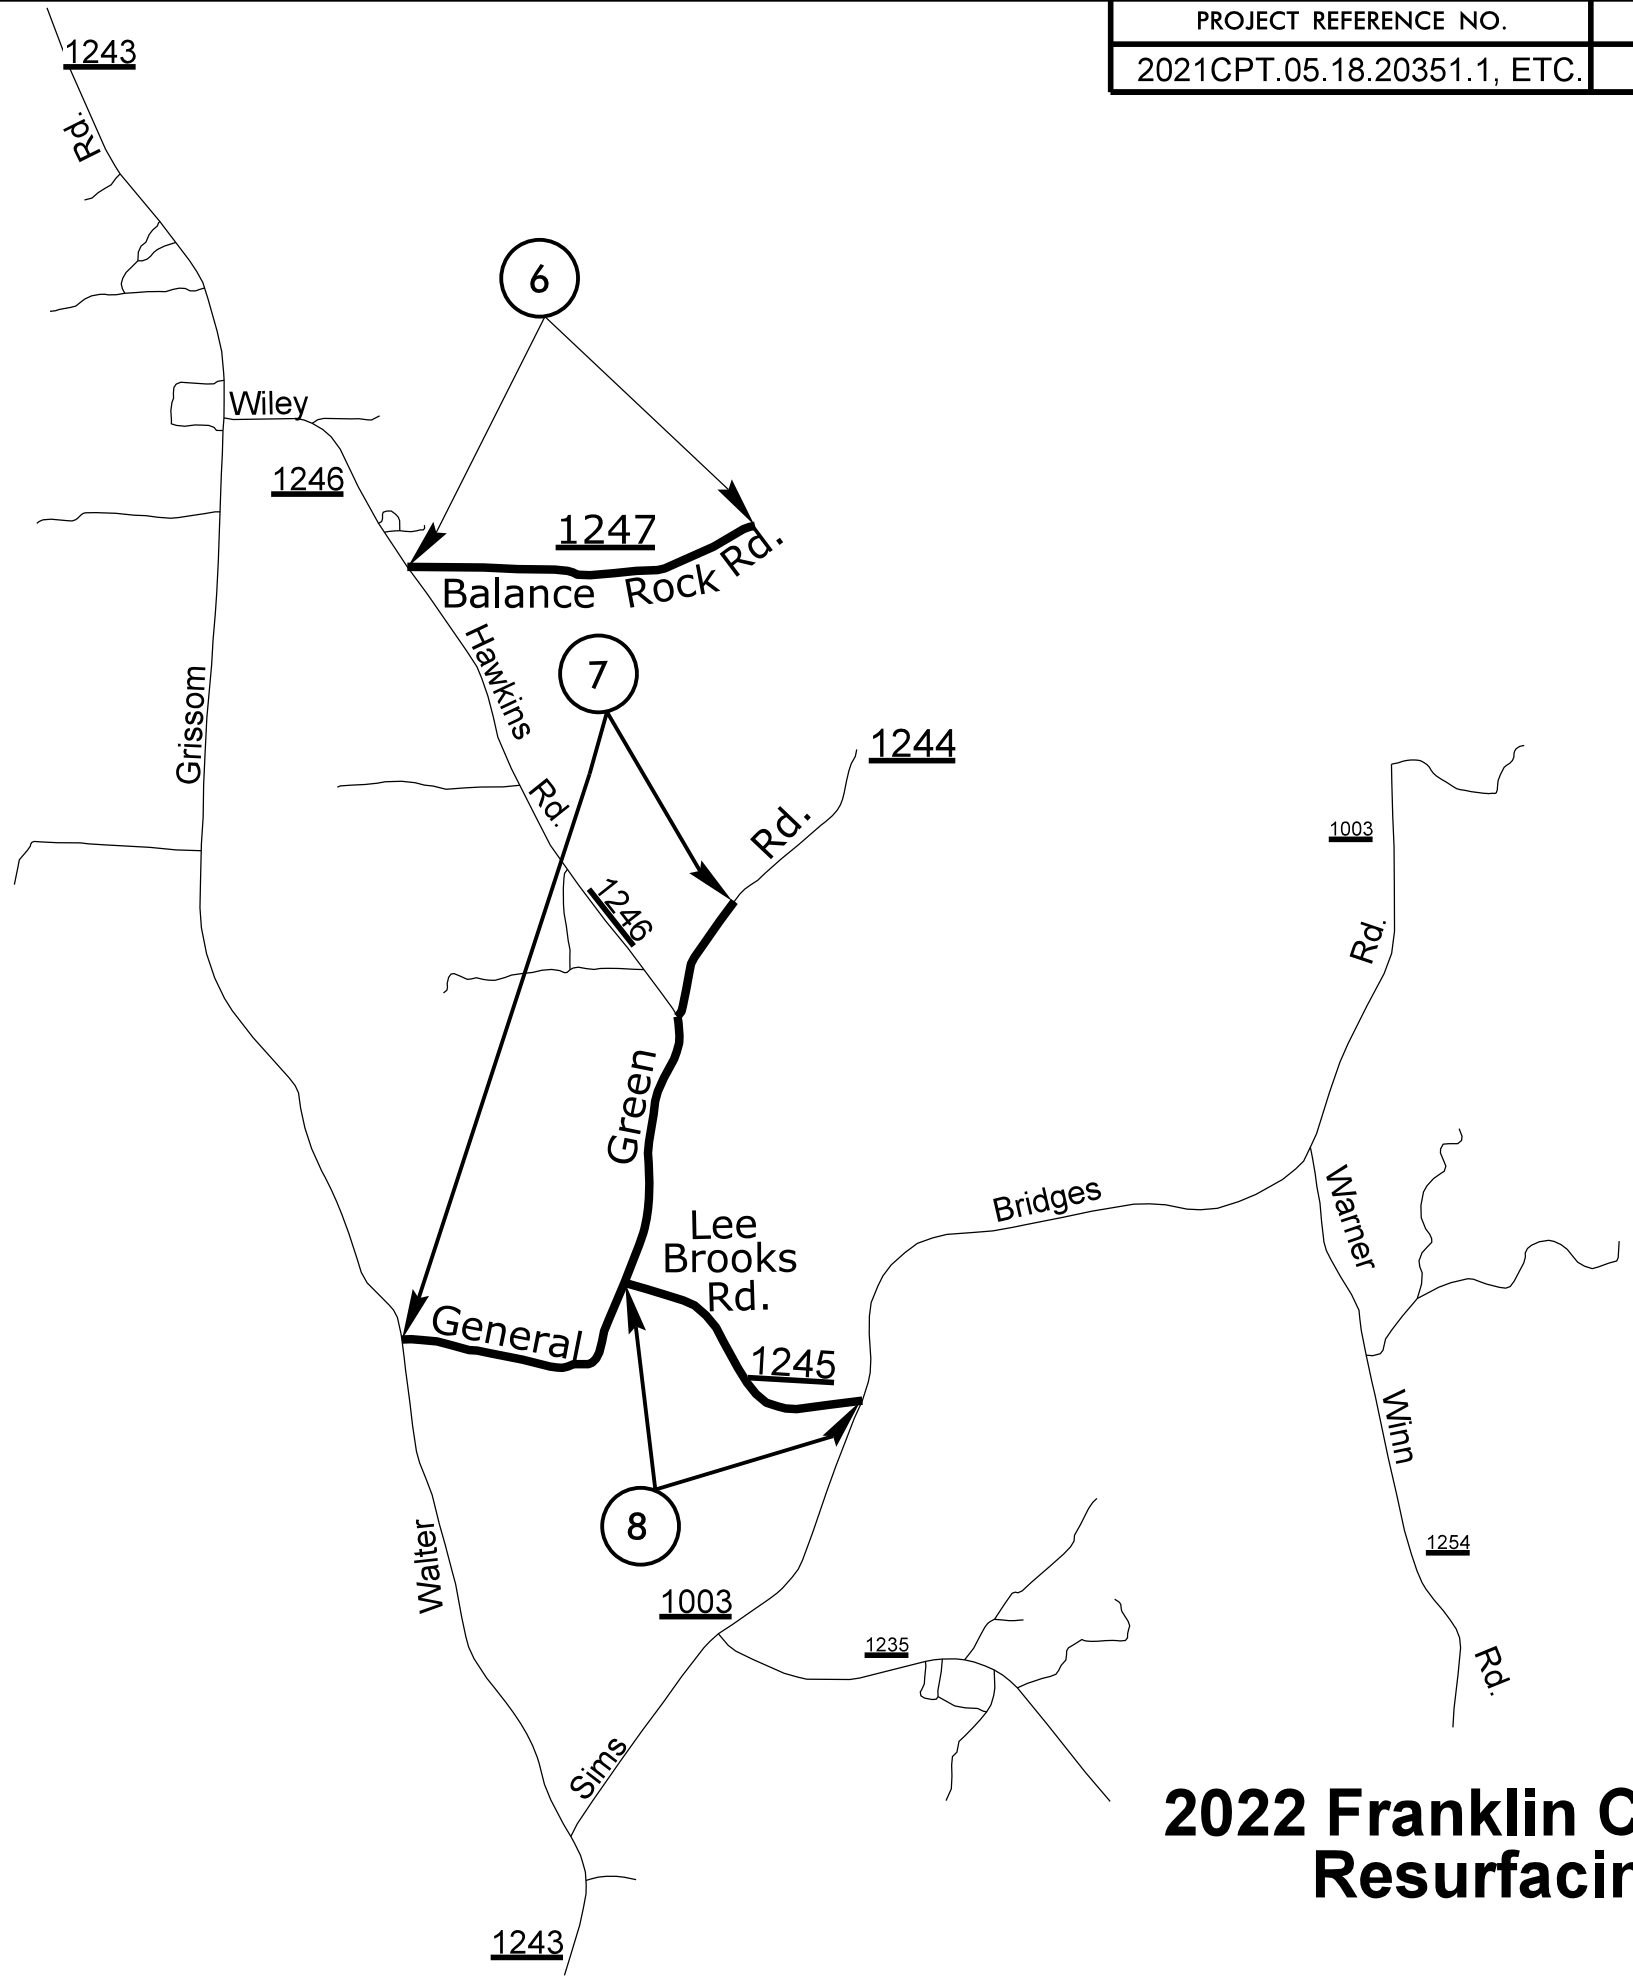 PROJECT REFERENCE NO.
2021CPT.05.18.20351.1, ETC.
1243
Rd.
6
Wiley
1246
1247
Balance Rock Rd.
Hawkins
7
Grissom
1244
Rd.
Rd.
1003
1246
Rd.
Green
Bridges
Warner
Lee
Brooks
Rd.
General
1245
Winn
8
Walter
1254
1003
1235
Rd.
Sims
2022 Franklin C
Resurfacin
1243